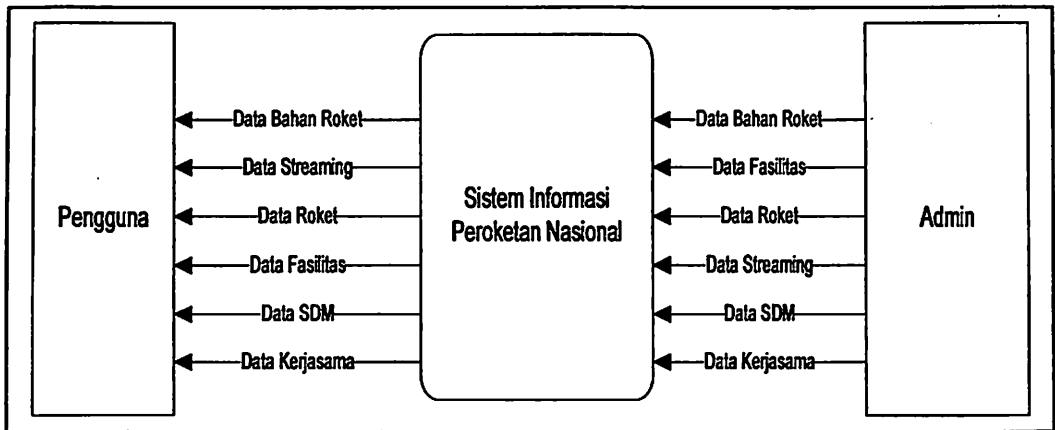 Pengguna
Data Bahan Roket
Data Streaming
Data Roket
Data Fasilitas
Data SDM
Data Kerjasama
Sistem Informasi
Peroketan Nasional
Data Bahan Roket
Data Fasilitas
Data Roket
Data Streaming
Data SDM
Data Kerjasama
Admin